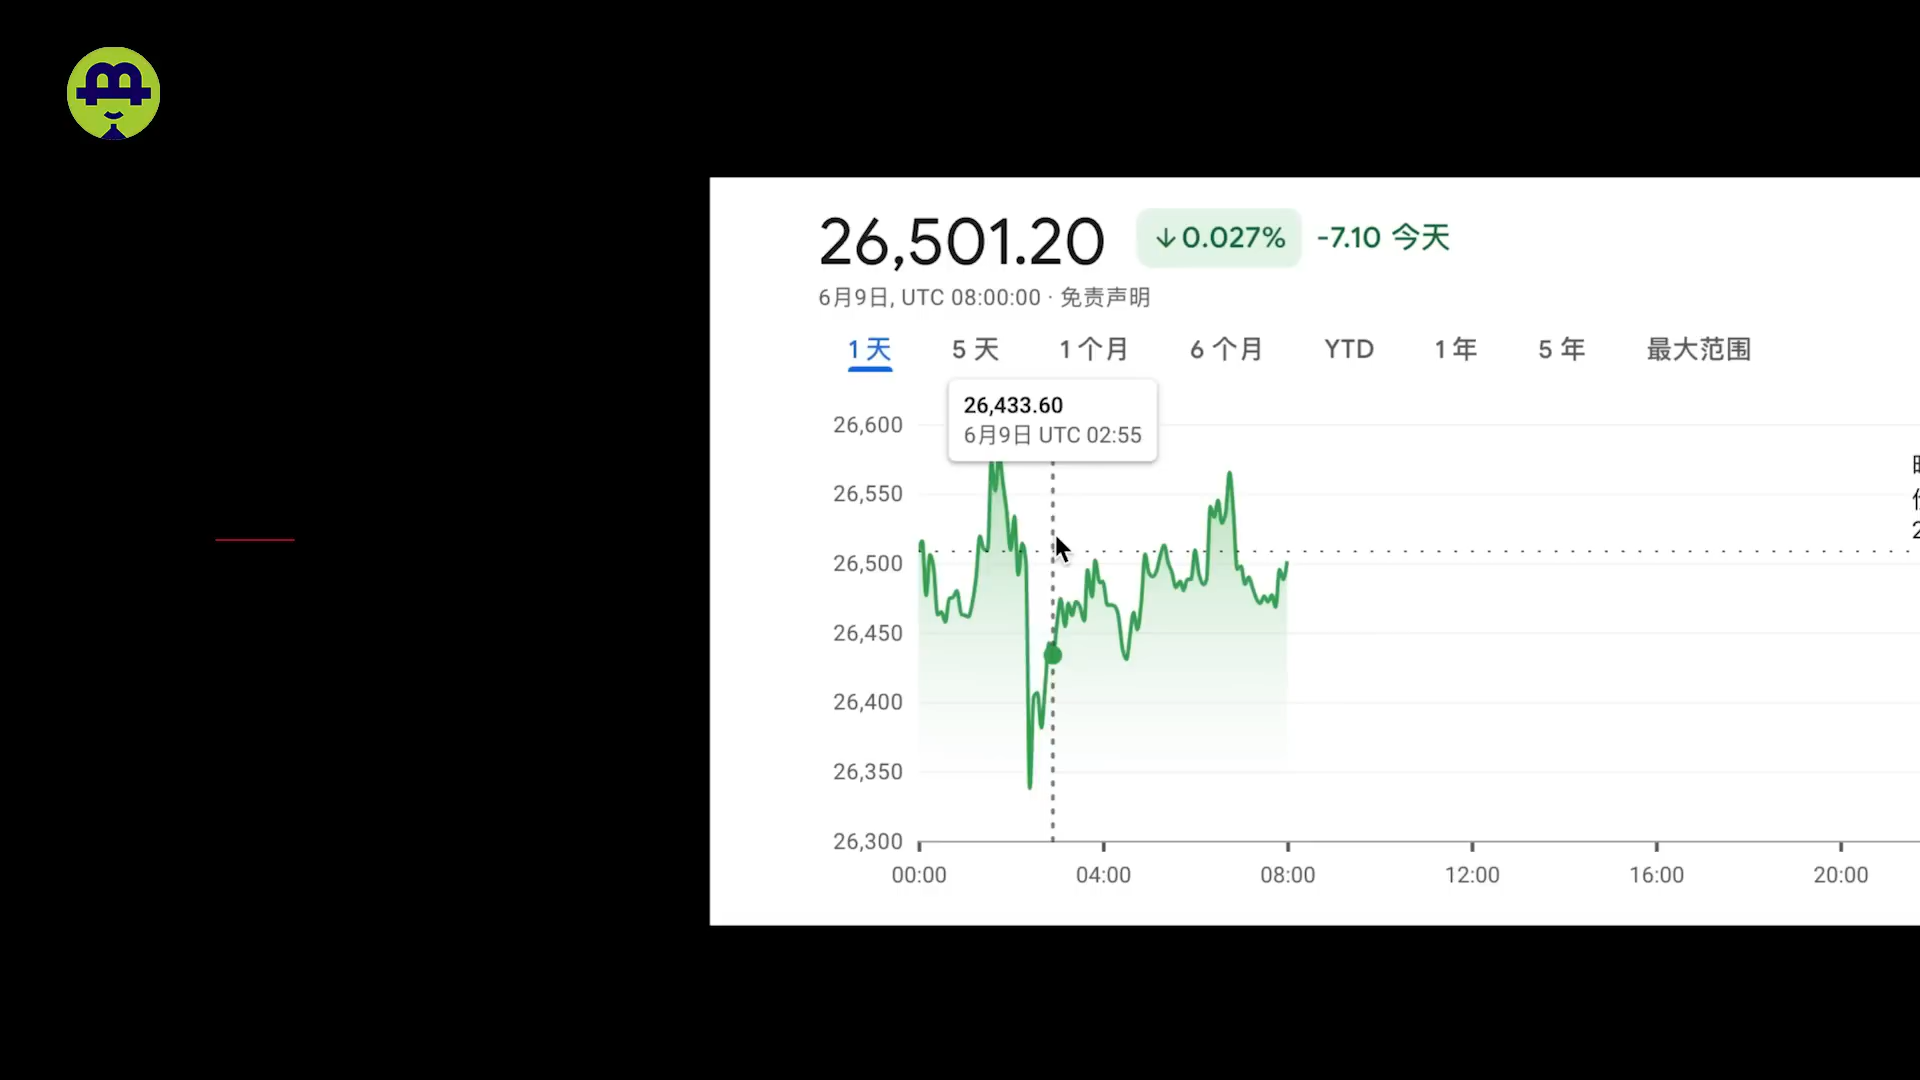 26,501.20 ↓0.027% -7.10 今天
6月9日, UTC 08:00:00 · 免责声明
1 天 5 天 1 个月 6 个月 YTD 1 年 5 年 最大范围
26,433.60
6月9日 UTC 02:55
26,600
26,550
26,500
26,450
26,400
26,350
26,300
00:00 04:00 08:00 12:00 16:00 20:00